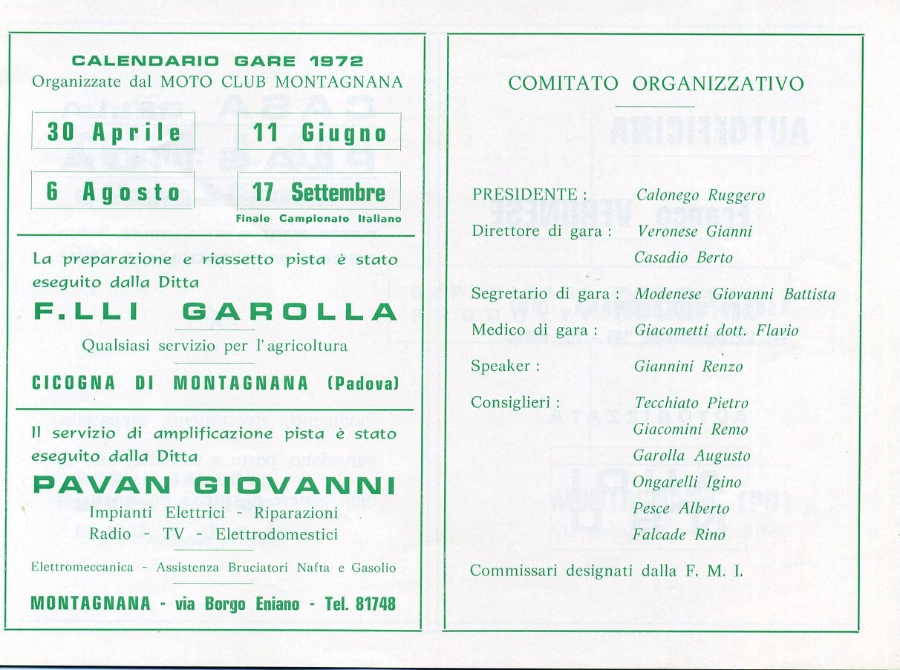 CALENDARIO GARE 1972
Organizzate dal MOTO CLUB MONTAGNANA
30 Aprile
11 Giugno
6 Agosto
17 Settembre
Finale Campionato Italiano
La preparazione e riassetto pista è stato
eseguito dalla Ditta
F.LLI GAROLLA
Qualsiasi servizio per l'agricoltura
CICOGNA DI MONTAGNANA (Padova)
Il servizio di amplificazione pista è stato
eseguito dalla Ditta
PAVAN GIOVANNI
Impianti Elettrici - Riparazioni
Radio - TV - Elettrodomestici
Elettromeccanica - Assistenza Bruciatori Nafta e Gasolio
MONTAGNANA - via Borgo Eniano - Tel. 81748
COMITATO ORGANIZZATIVO
PRESIDENTE : Calonego Ruggero
Direttore di gara : Veronese Gianni
Casadio Berto
Segretario di gara : Modenese Giovanni Battista
Medico di gara : Giacometti dott. Flavio
Speaker : Giannini Renzo
Consiglieri : Tecchiato Pietro
Giacomini Remo
Garolla Augusto
Ongarelli Igino
Pesce Alberto
Falcade Rino
Commissari designati dalla F. M. I.